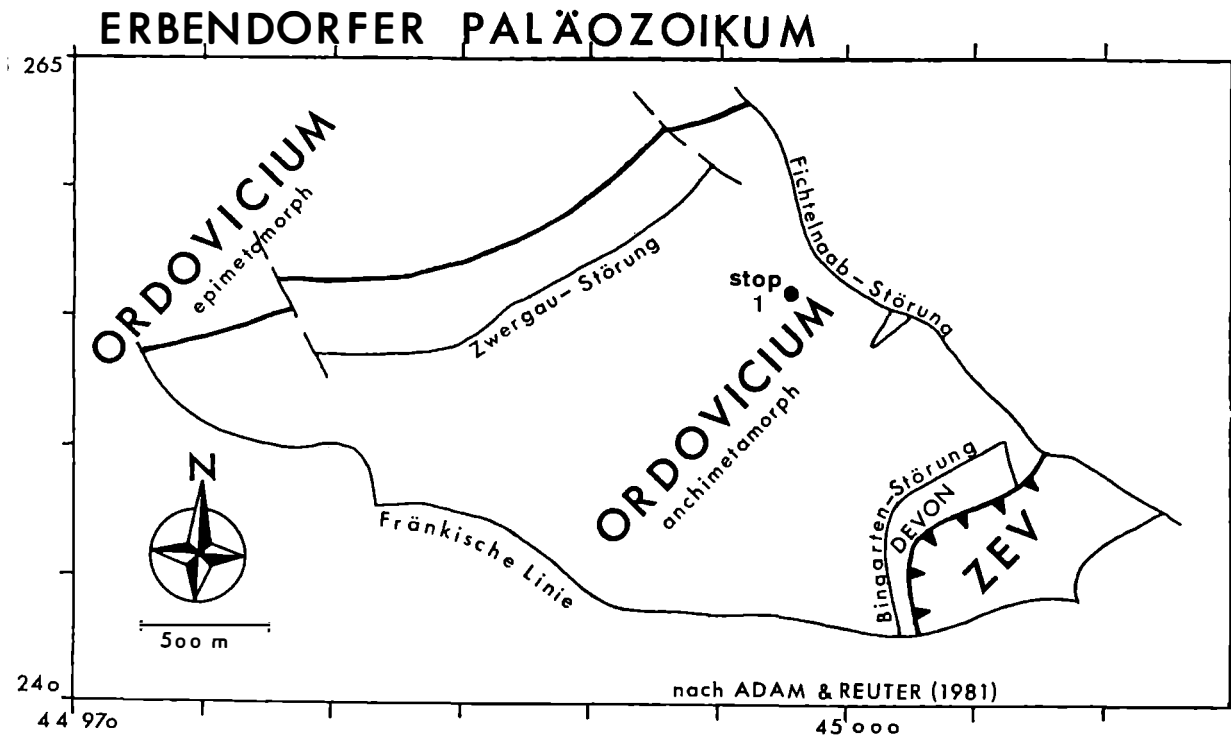 ERBENDORFER PALÄOZOIKUM
265
ORDOVICIUM
epimetamorph
Fichtelnaab-Störung
Zwergau-Störung
stop
1
ORDOVICIUM
anchimetamorph
N
Fränkische Linie
Bingarten-Störung
DEVON
ZEV
500 m
240
nach ADAM & REUTER (1981)
44 970
45 000